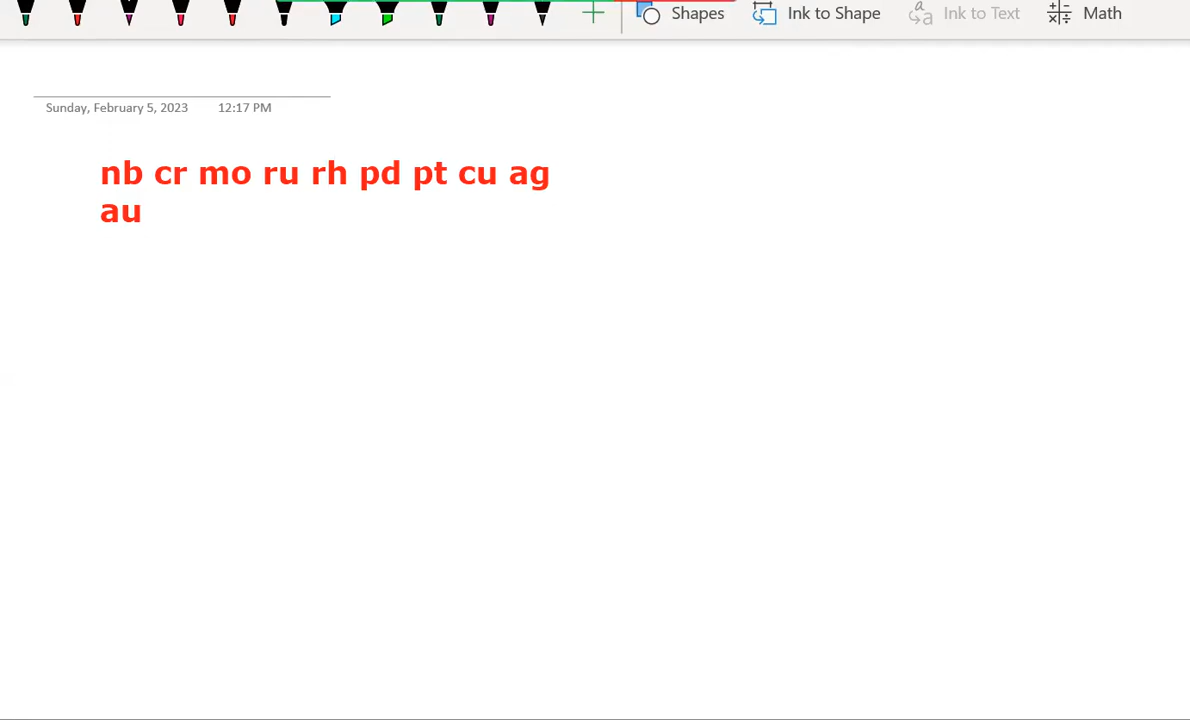 Shapes Ink to Shape Ink to Text Math
Sunday, February 5, 2023 12:17 PM
nb cr mo ru rh pd pt cu ag
au